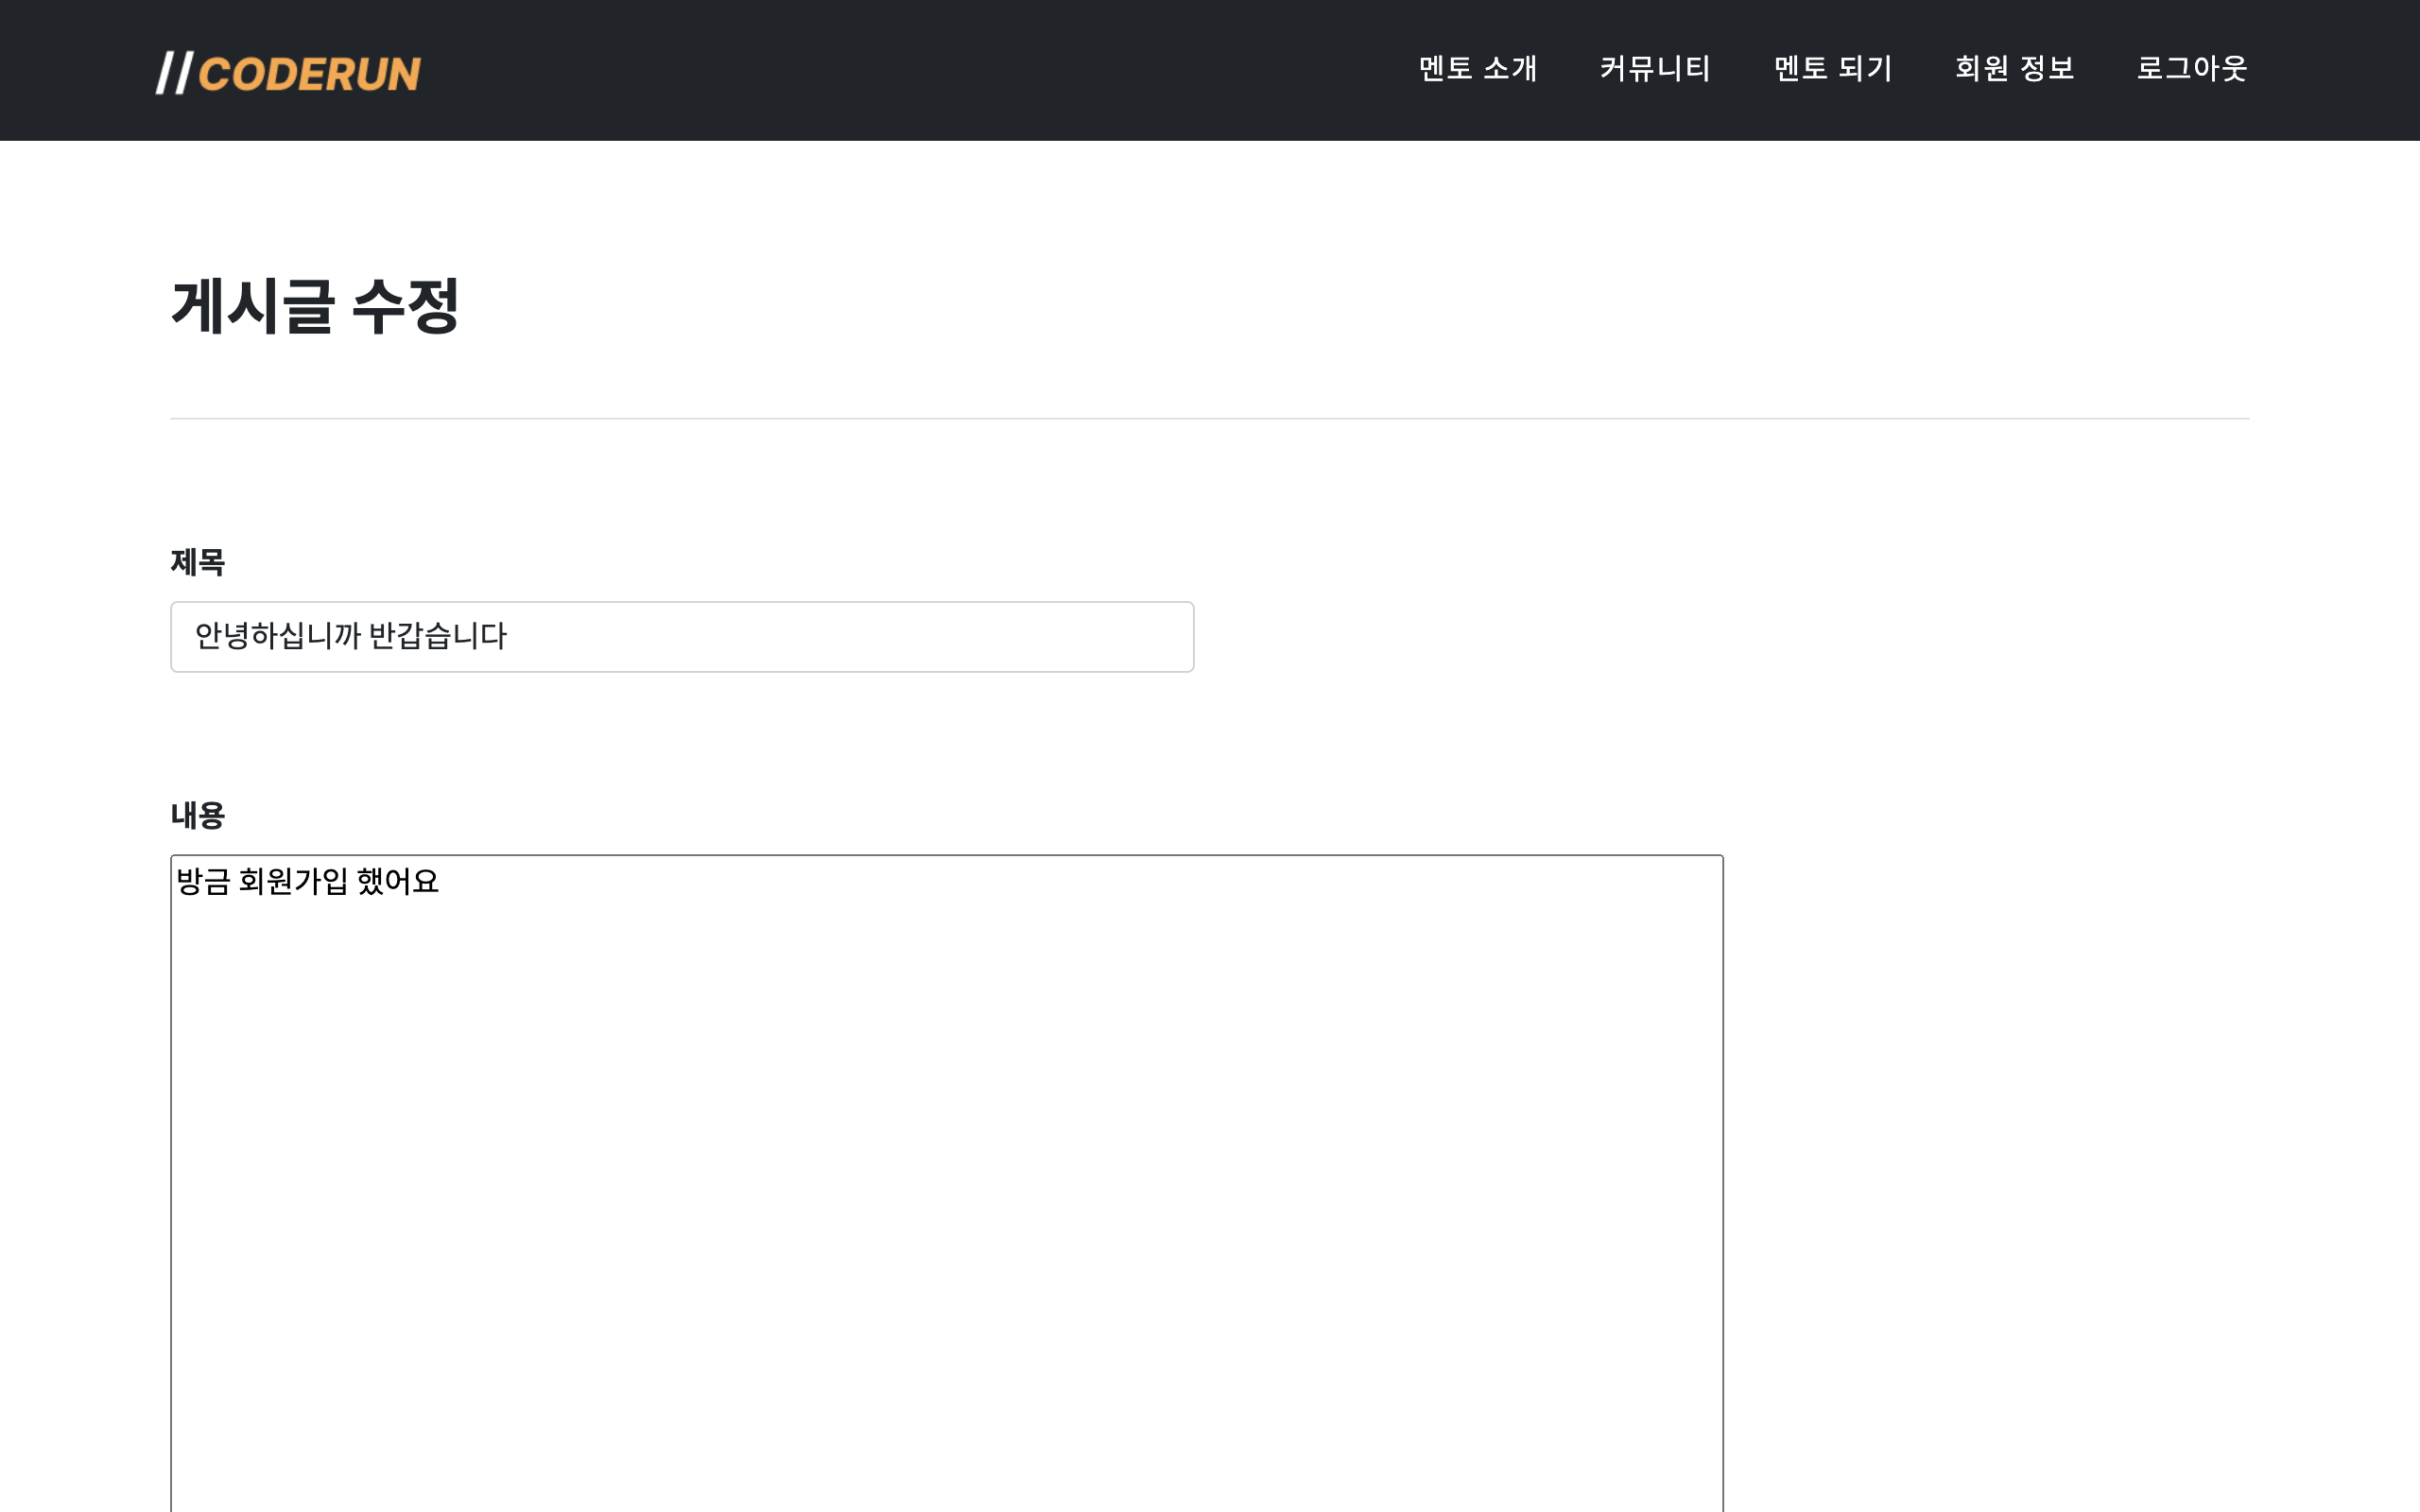 //CODERUN
멘토 소개
커뮤니티
멘토 되기
회원 정보
로그아웃
게시글 수정
제목
안녕하십니까 반갑습니다
내용
방금 회원가입 했어요